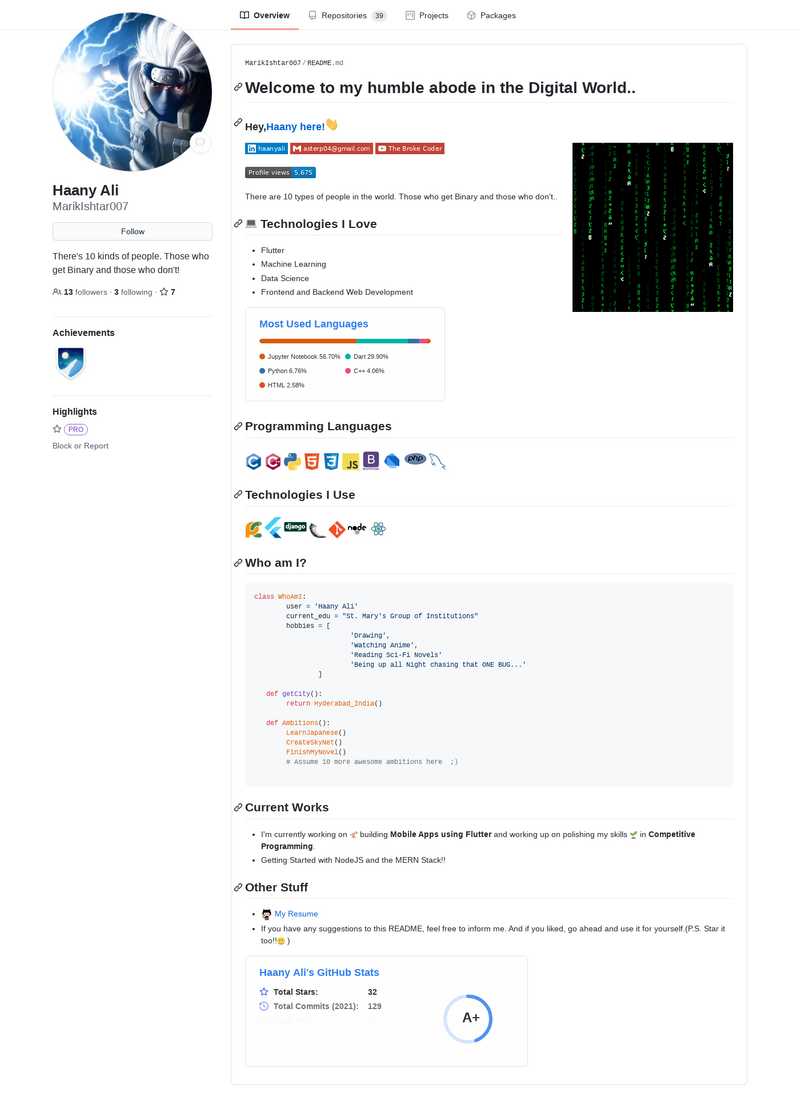 Overview
Repositories 39
Projects
Packages
Haany Ali
MarikIshtar007
Follow
There's 10 kinds of people. Those who
get Binary and those who don't!
13 followers · 3 following · 7
Achievements
Highlights
PRO
Block or Report
MarikIshtar007/README.md
Welcome to my humble abode in the Digital World..
Hey,Haany here!👋
haanyali
asterp04@gmail.com
The Broke Coder
Profile views 5,675
There are 10 types of people in the world. Those who get Binary and those who don't..
💻 Technologies I Love
• Flutter
• Machine Learning
• Data Science
• Frontend and Backend Web Development
Most Used Languages
Jupyter Notebook 56.70%
Dart 29.90%
Python 6.76%
C++ 4.06%
HTML 2.58%
Programming Languages
JS
B
php
Technologies I Use
django
node
Who am I?
class WhoAmI:
user = 'Haany Ali'
current_edu = "St. Mary's Group of Institutions"
hobbies = [
'Drawing',
'Watching Anime',
'Reading Sci-Fi Novels'
'Being up all Night chasing that ONE BUG...'
]
def getCity():
return Hyderabad_India()
def Ambitions():
LearnJapanese()
CreateSkyNet()
FinishMyNovel()
# Assume 10 more awesome ambitions here ;)
Current Works
• I'm currently working on 🚀 building Mobile Apps using Flutter and working up on polishing my skills 🌱 in Competitive
Programming.
• Getting Started with NodeJS and the MERN Stack!!
Other Stuff
• My Resume
• If you have any suggestions to this README, feel free to inform me. And if you liked, go ahead and use it for yourself.(P.S. Star it
too!!😇 )
Haany Ali's GitHub Stats
Total Stars: 32
Total Commits (2021): 129
A+